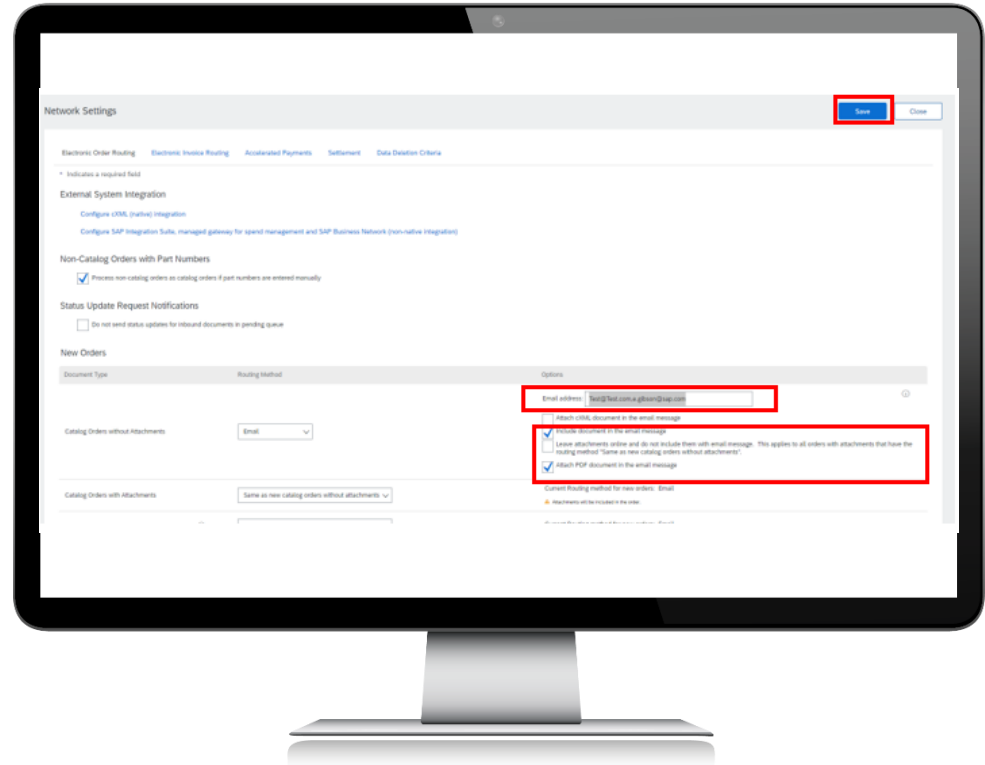 Network Settings
Save
Close
Electronic Order Routing
Electronic Invoice Routing
Accelerated Payments
Settlement
Data Deletion Criteria
* Indicates a required field
External System Integration
Configure cXML (native) integration
Configure SAP Integration Suite, managed gateway for spend management and SAP Business Network (non-native integration)
Non-Catalog Orders with Part Numbers
Process non-catalog orders as catalog orders if part numbers are entered manually
Status Update Request Notifications
Do not send status updates for inbound documents in pending queue
New Orders
Document Type
Routing Method
Options
Email address:
Test@Test.com,e.gibson@sap.com
Attach cXML document in the email message
Catalog Orders without Attachments
Email
Include document in the email message
Leave attachments online and do not include them with email message. This applies to all orders with attachments that have the
routing method "Same as new catalog orders without attachments".
Attach PDF document in the email message
Catalog Orders with Attachments
Same as new catalog orders without attachments
Current Routing method for new orders: Email
Attachments will be included in the order.